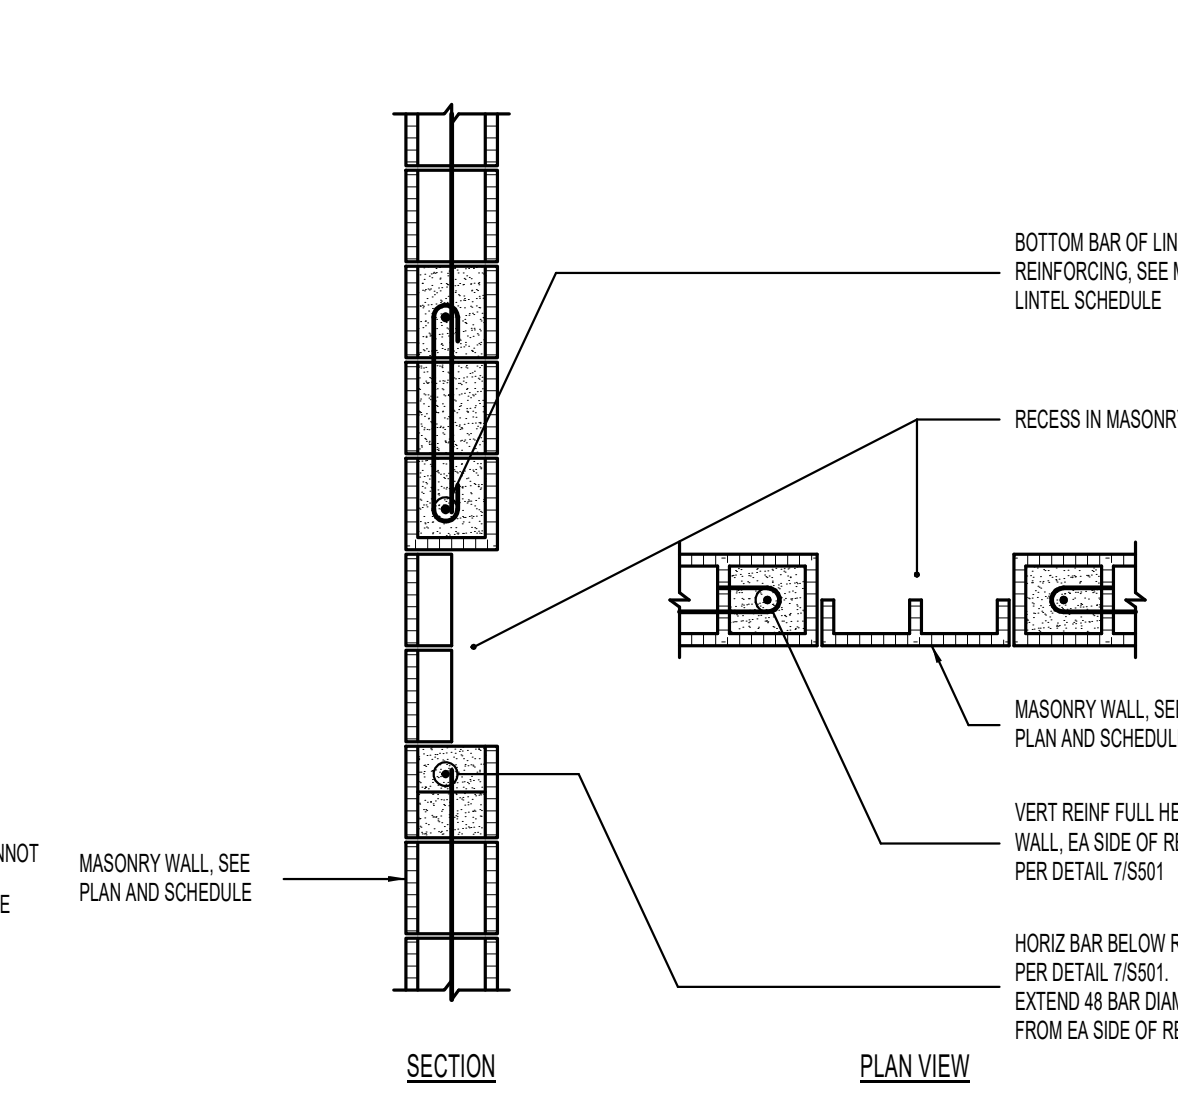 BOTTOM BAR OF LIN
REINFORCING, SEE M
LINTEL SCHEDULE
RECESS IN MASONRY
MASONRY WALL, SEE
PLAN AND SCHEDULE
VERT REINF FULL HE
WALL, EA SIDE OF RE
PER DETAIL 7/S501
NNOT
E
MASONRY WALL, SEE
PLAN AND SCHEDULE
HORIZ BAR BELOW R
PER DETAIL 7/S501.
EXTEND 48 BAR DIAM
FROM EA SIDE OF RE
SECTION
PLAN VIEW